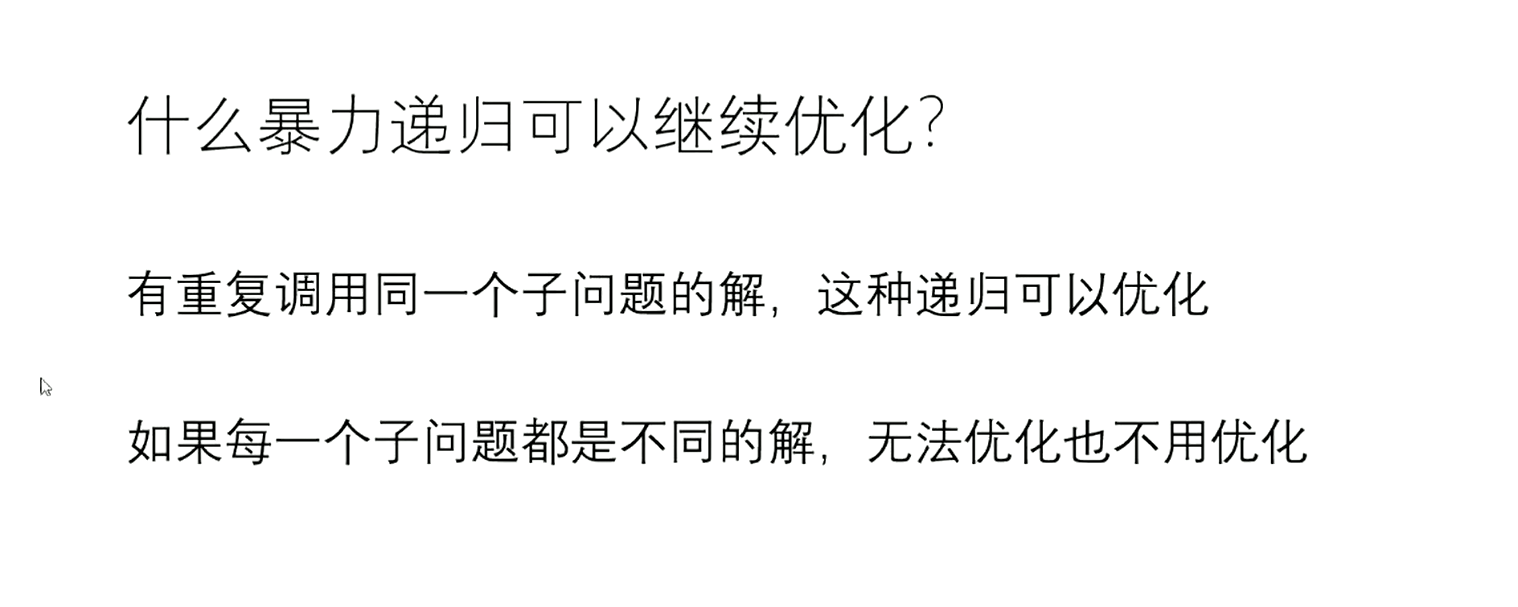 什么暴力递归可以继续优化?
有重复调用同一个子问题的解，这种递归可以优化
如果每一个子问题都是不同的解，无法优化也不用优化